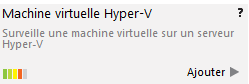 Machine virtuelle Hyper-V ?
Surveille une machine virtuelle sur un serveur
Hyper-V
Ajouter